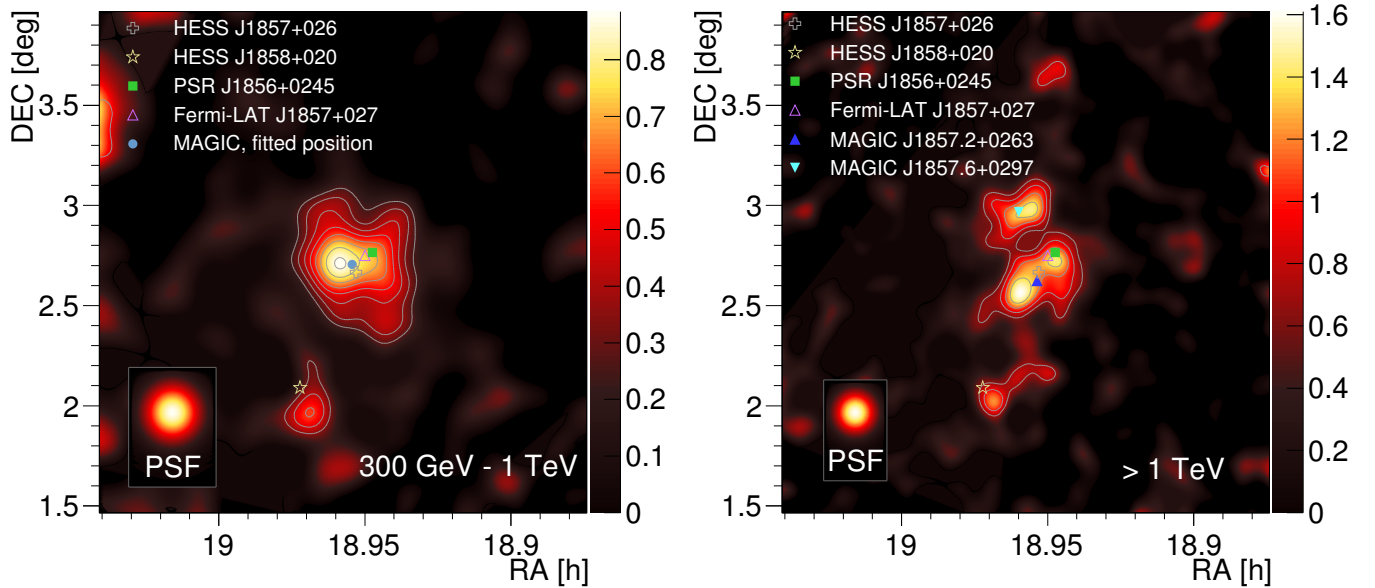 DEC [deg]
HESS J1857+026
HESS J1858+020
PSR J1856+0245
Fermi-LAT J1857+027
MAGIC, fitted position
3.5
3
2.5
2
1.5
PSF
300 GeV - 1 TeV
19
18.95
18.9
RA [h]
0.8
0.7
0.6
0.5
0.4
0.3
0.2
0.1
0
DEC [deg]
HESS J1857+026
HESS J1858+020
PSR J1856+0245
Fermi-LAT J1857+027
MAGIC J1857.2+0263
MAGIC J1857.6+0297
3.5
3
2.5
2
1.5
PSF
> 1 TeV
19
18.95
18.9
RA [h]
1.6
1.4
1.2
1
0.8
0.6
0.4
0.2
0